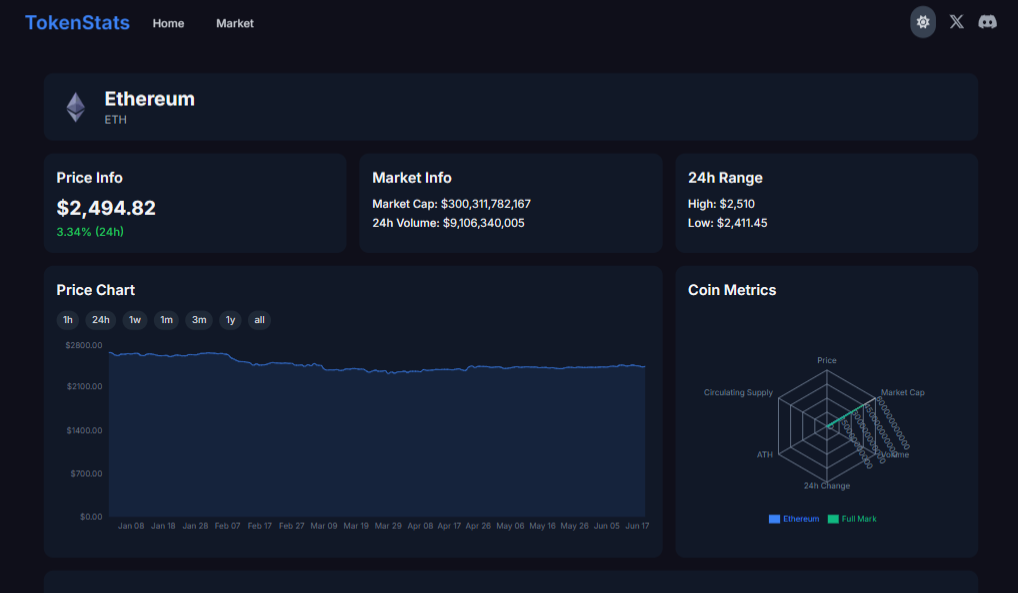 TokenStats Home Market
Ethereum
ETH
Price Info
$2,494.82
3.34% (24h)
Market Info
Market Cap: $300,311,782,167
24h Volume: $9,106,340,005
24h Range
High: $2,510
Low: $2,411.45
Price Chart
1h 24h 1w 1m 3m 1y all
$2800.00
$2100.00
$1400.00
$700.00
$0.00
Jan 08 Jan 18 Jan 28 Feb 07 Feb 17 Feb 27 Mar 09 Mar 19 Mar 29 Apr 08 Apr 17 Apr 26 May 06 May 16 May 26 Jun 05 Jun 17
Coin Metrics
Price
Circulating Supply
Market Cap
ATH
Volume
24h Change
Ethereum Full Mark